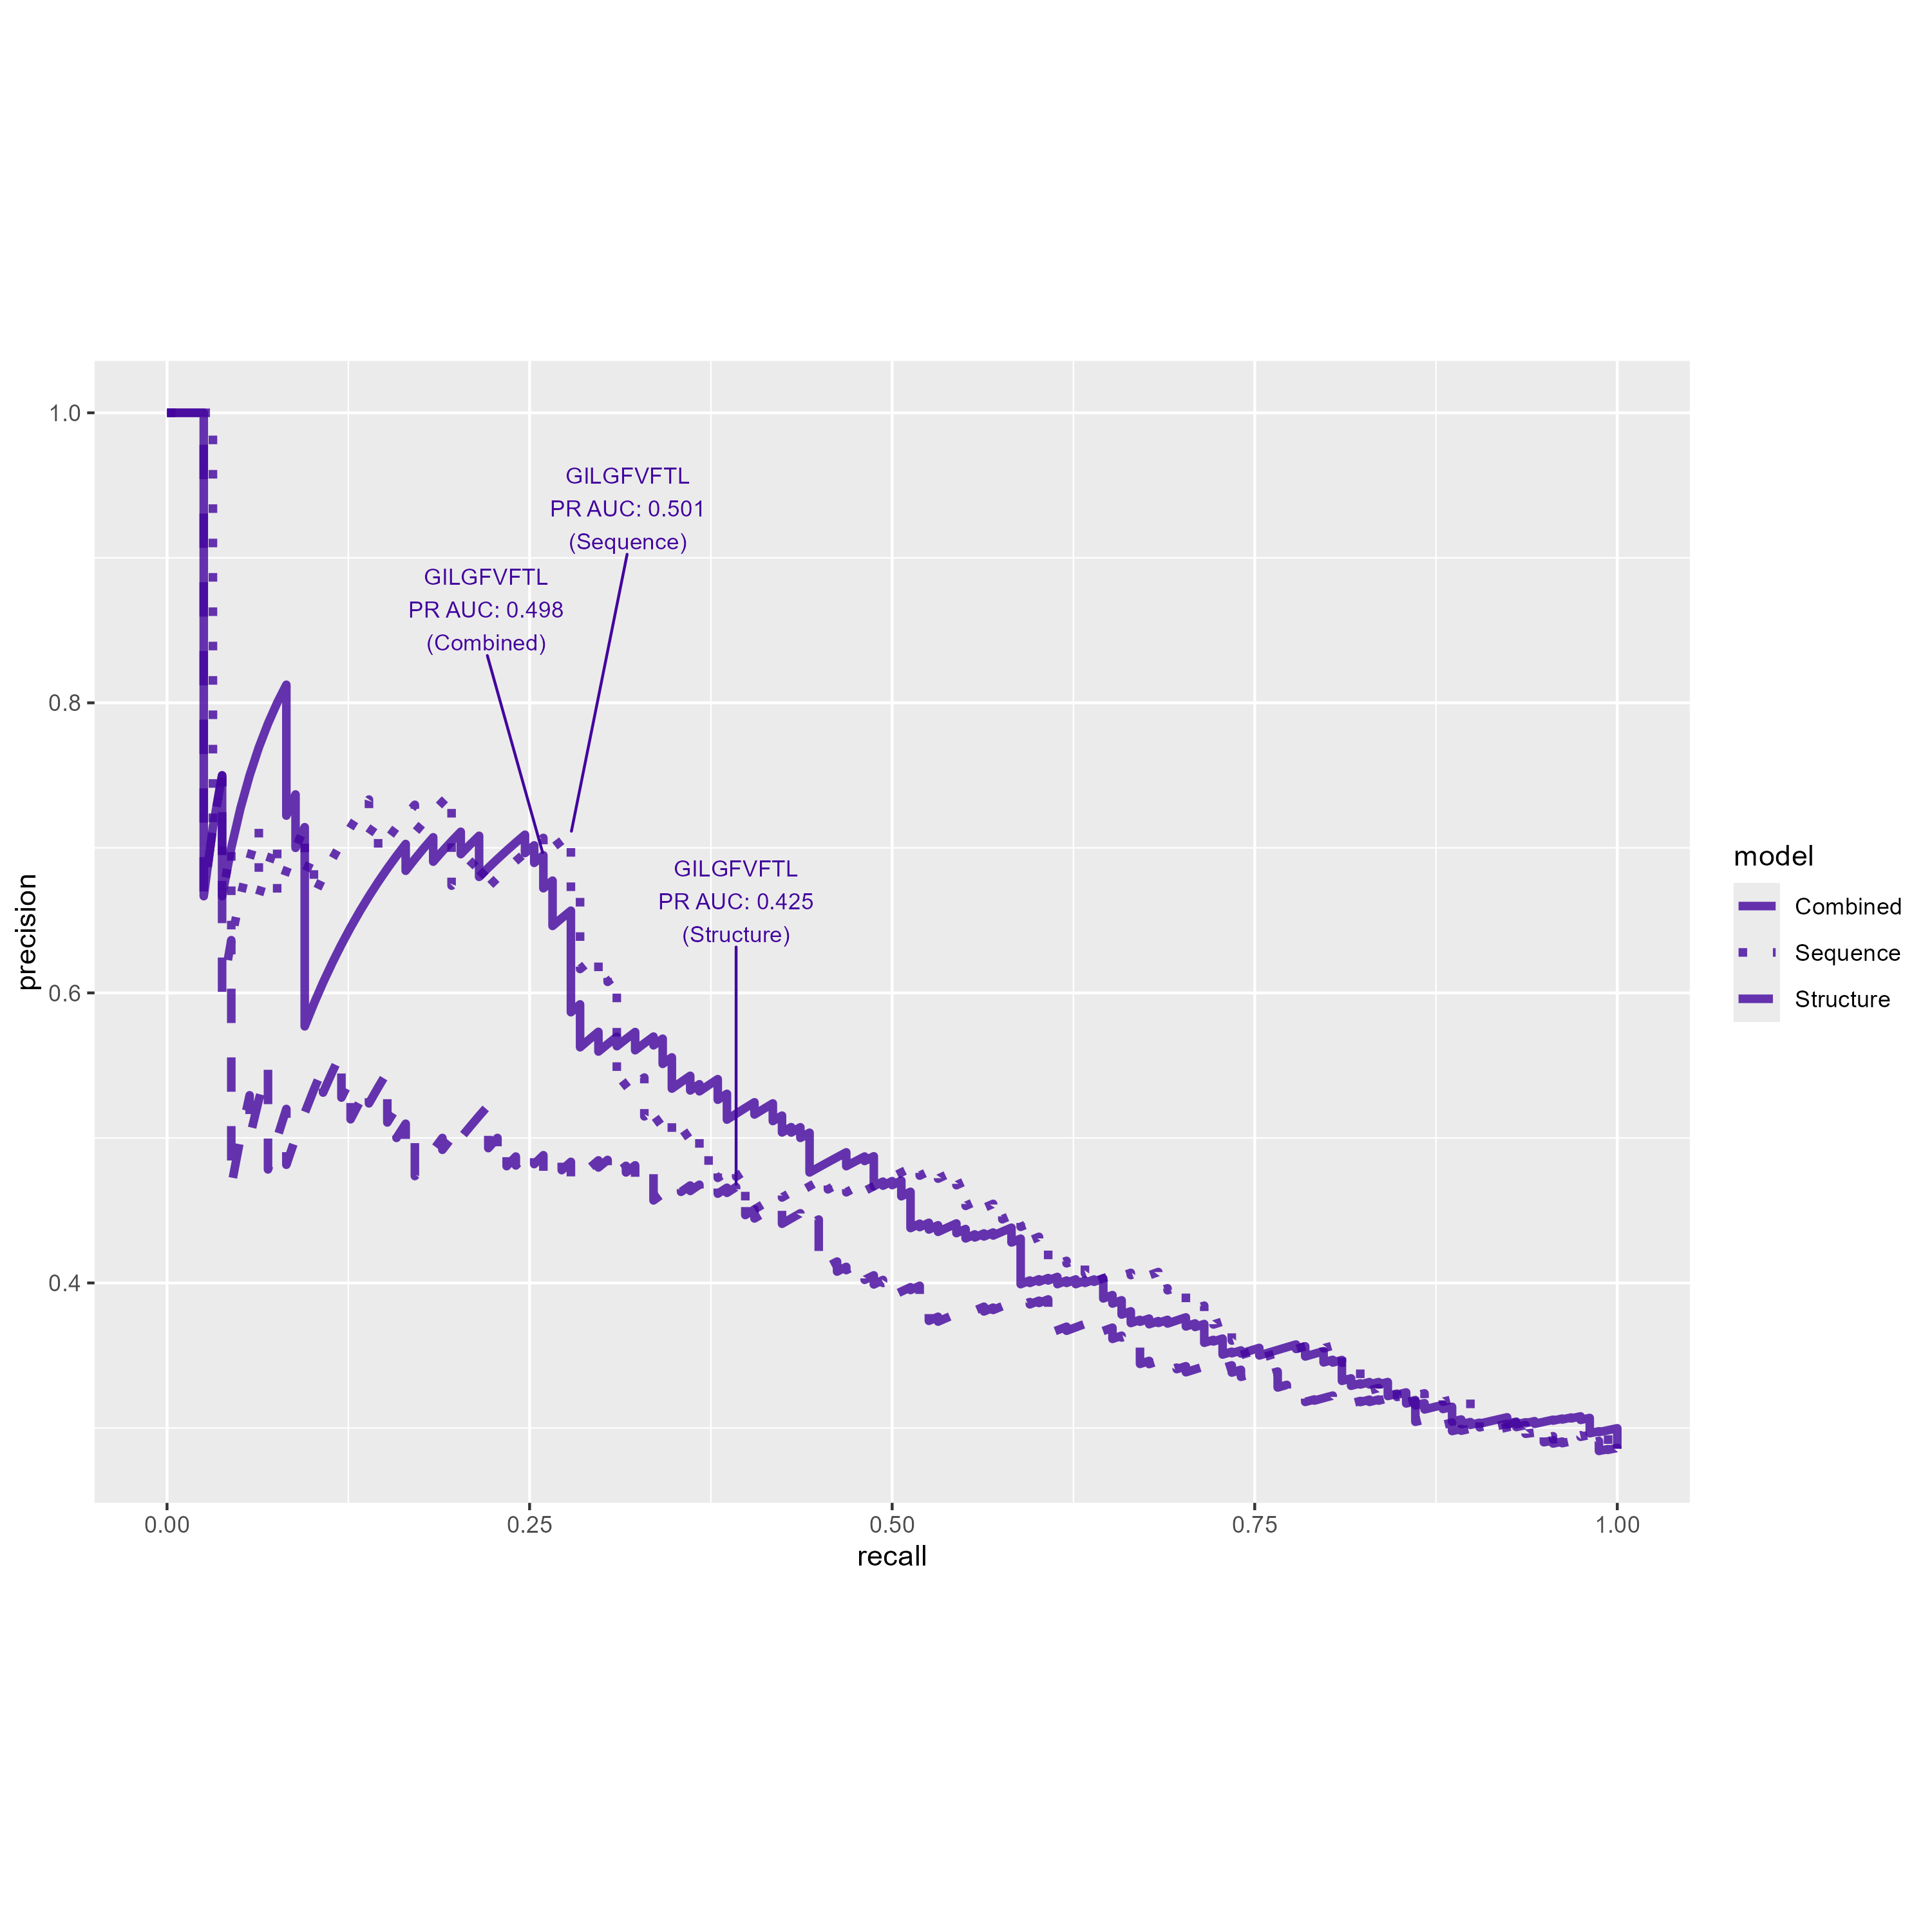 1.0
0.8
0.6
0.4
precision
0.00
0.25
0.50
0.75
1.00
recall
GILGFVFTL
PR AUC: 0.501
(Sequence)
GILGFVFTL
PR AUC: 0.498
(Combined)
GILGFVFTL
PR AUC: 0.425
(Structure)
model
Combined
Sequence
Structure